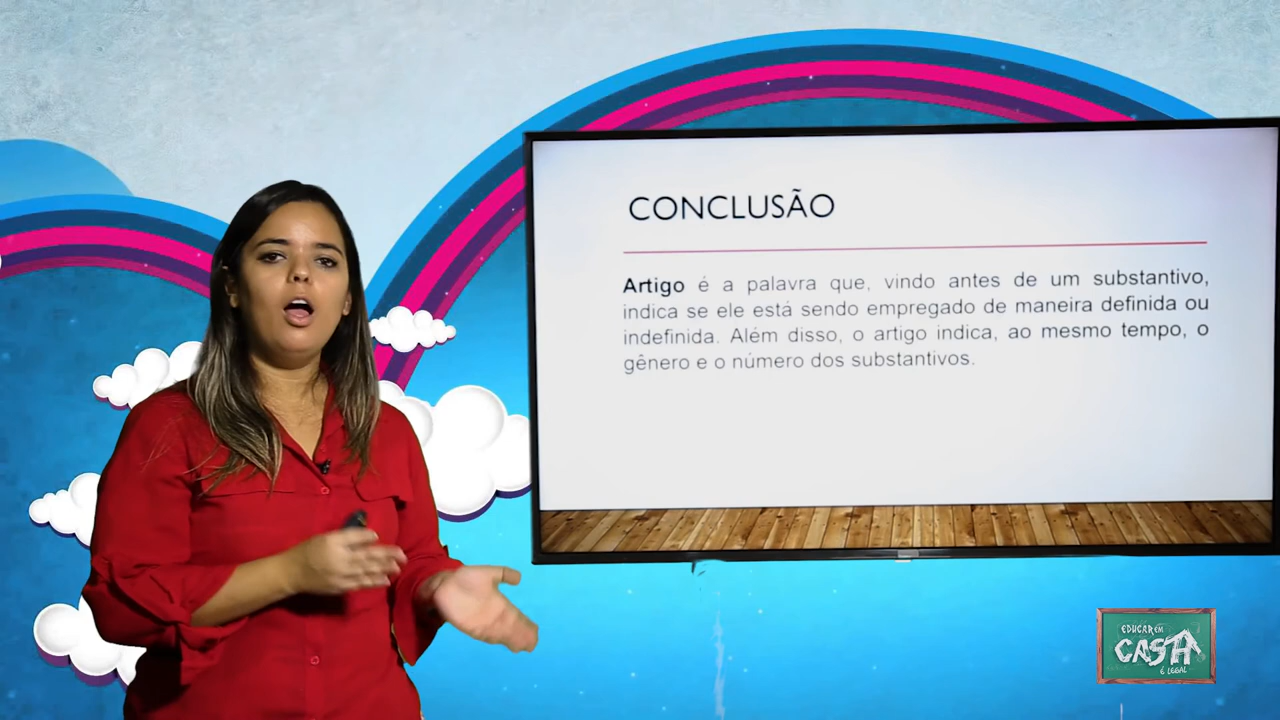 CONCLUSÃO
Artigo é a palavra que, vindo antes de um substantivo,
indica se ele está sendo empregado de maneira definida ou
indefinida. Além disso, o artigo indica, ao mesmo tempo, o
gênero e o número dos substantivos.
EDUCAR EM
CASA
É LEGAL